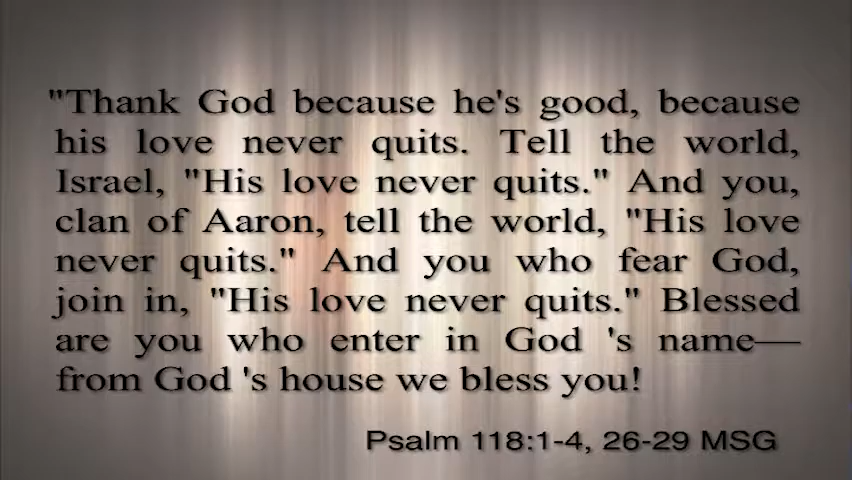 "Thank God because he's good, because
his love never quits. Tell the world,
Israel, "His love never quits." And you,
clan of Aaron, tell the world, "His love
never quits." And you who fear God,
join in, "His love never quits." Blessed
are you who enter in God 's name—
from God 's house we bless you!
Psalm 118:1-4, 26-29 MSG